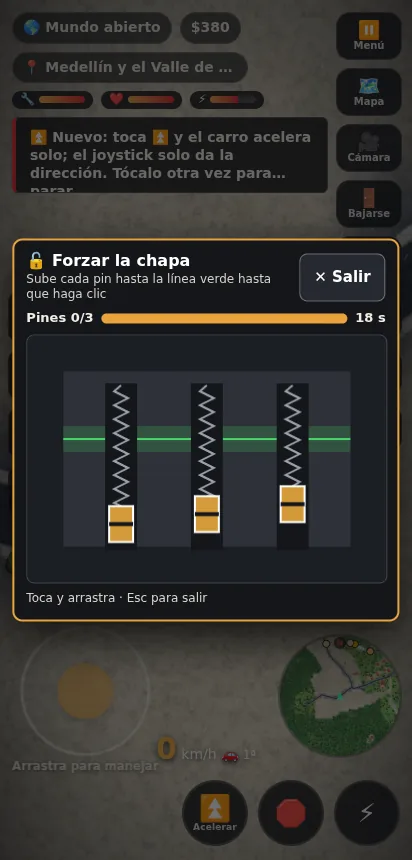 🌎 Mundo abierto
$380
Menú
📍 Medellín y el Valle de ...
Mapa
⏫ Nuevo: toca ⏫ y el carro acelera
solo; el joystick solo da la
dirección. Tócalo otra vez para...
parar.
Cámara
Bajarse
🔓 Forzar la chapa
Sube cada pin hasta la línea verde hasta
que haga clic
✕ Salir
Pines 0/3
18 s
Toca y arrastra · Esc para salir
0 km/h 🚗 1ª
Arrastra para manejar
Acelerar